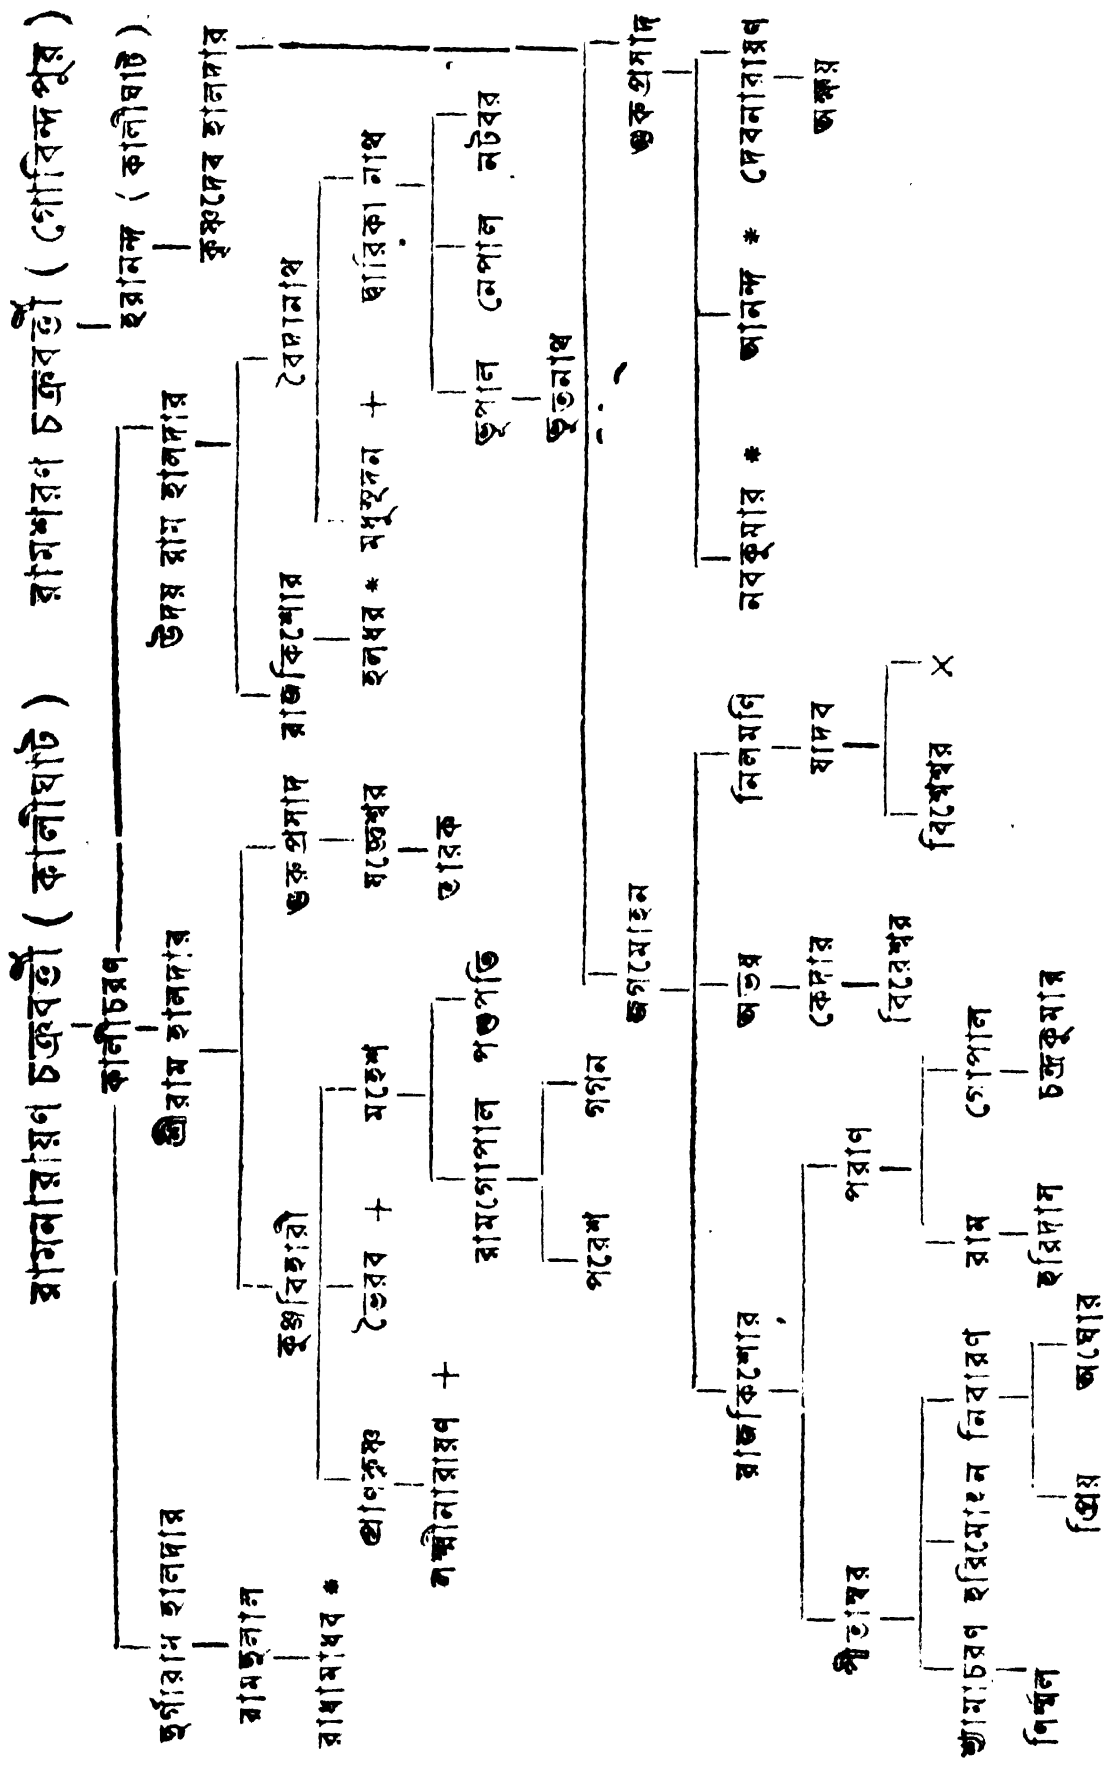 রামনারায়ণ চক্রবর্ত্তী ( কালীঘাট ) রামশরণ চক্রবর্ত্তী ( গোবিন্দপুর )
কালীচরণ হরানন্দ ( কালীঘাট )
দুর্গারাম হালদার শ্রীরাম হালদার উদয় রাম হালদার কৃষ্ণদেব হালদার
রামদুলাল কুঞ্জবিহারী গুরুপ্রসাদ রাজকিশোর বৈদ্যনাথ
রাধামাধব * প্রাণকৃষ্ণ ভৈরব + মহেশ যজ্ঞেশ্বর হলধর * মধুসূদন + দ্বারিকা নাথ
লক্ষ্মীনারায়ণ + রামগোপাল পশুপতি তারক ভূপাল নেপাল নটবর
পরেশ গগন ভূতনাথ
জগমোহন গুরুপ্রসাদ
রাজকিশোর অভয় নিলমণি নবকুমার * আনন্দ * দেবনারায়ণ
পীতাম্বর পরাণ কেদার যাদব অক্ষয়
শ্যামাচরণ হরিমোহন নিবারণ রাম গোপাল বিরেশ্বর বিশ্বেশ্বর ×
নির্ম্মল প্রিয় অঘোর হরিদাস চন্দ্রকুমার